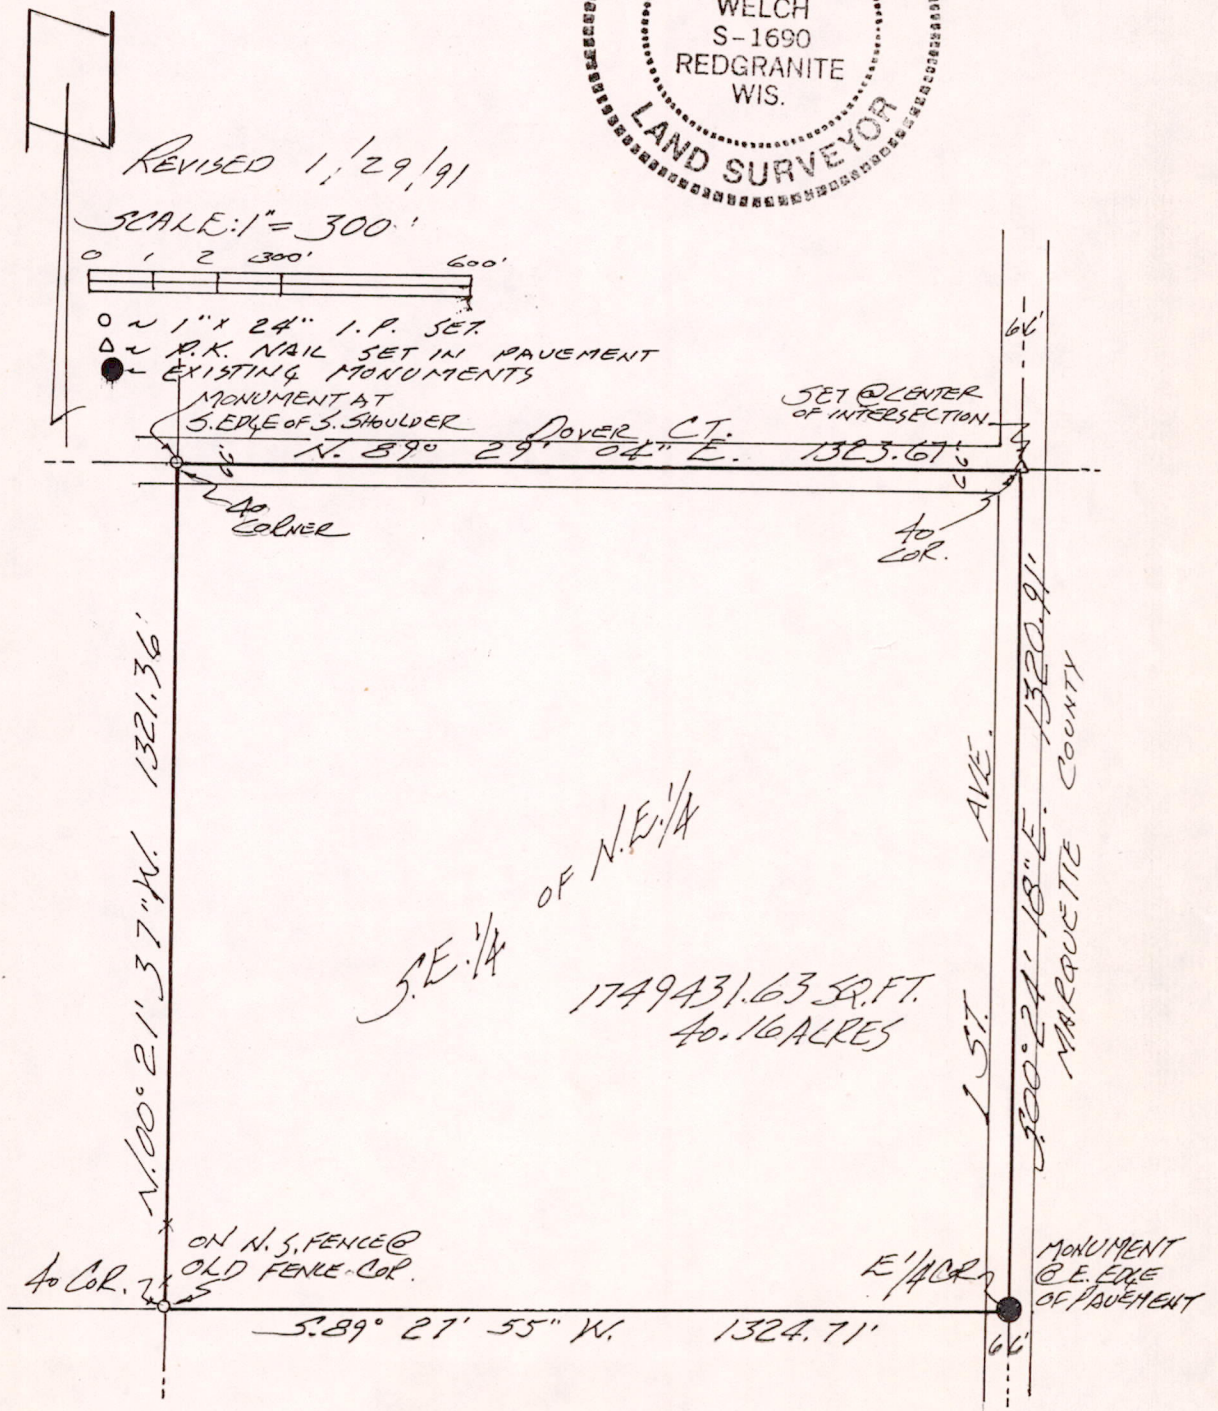 WELCH
S-1690
REDGRANITE
WIS.
LAND SURVEYOR
REVISED 1/29/91
SCALE: 1" = 300'
0 1 2 300' 600'
O ~ 1" X 24" I.P. SET.
△ ~ P.K. NAIL SET IN PAVEMENT
● ~ EXISTING MONUMENTS
MONUMENT AT
S. EDGE OF S. SHOULDER
SET @ CENTER
OF INTERSECTION
66'
DOVER CT.
N. 89° 29' 04" E. 1323.67'
66'
66'
40
CORNER
40
COR.
N. 00° 21' 37" W. 1321.36'
S. 00° 24' 18" E. 1320.91'
MARQUETTE COUNTY
1 ST. AVE.
S.E. 1/4 OF N.E. 1/4
1749431.63 SQ. FT.
40.16 ACRES
ON N. S. FENCE @
OLD FENCE COR.
40 COR.
E 1/4 COR.
MONUMENT
@ E. EDGE
OF PAVEMENT
S. 89° 27' 55" W. 1324.71'
66'